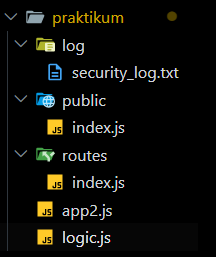 praktikum
log
security_log.txt
public
JS index.js
routes
JS index.js
JS app2.js
JS logic.js